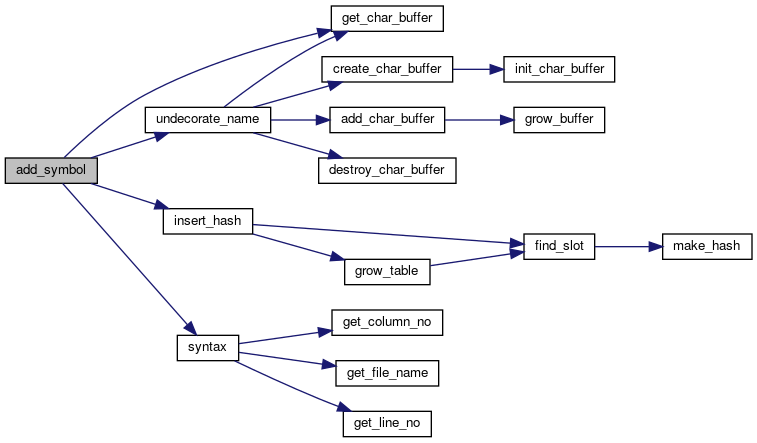 get_char_buffer
create_char_buffer
init_char_buffer
undecorate_name
add_char_buffer
grow_buffer
add_symbol
destroy_char_buffer
insert_hash
find_slot
make_hash
grow_table
get_column_no
syntax
get_file_name
get_line_no